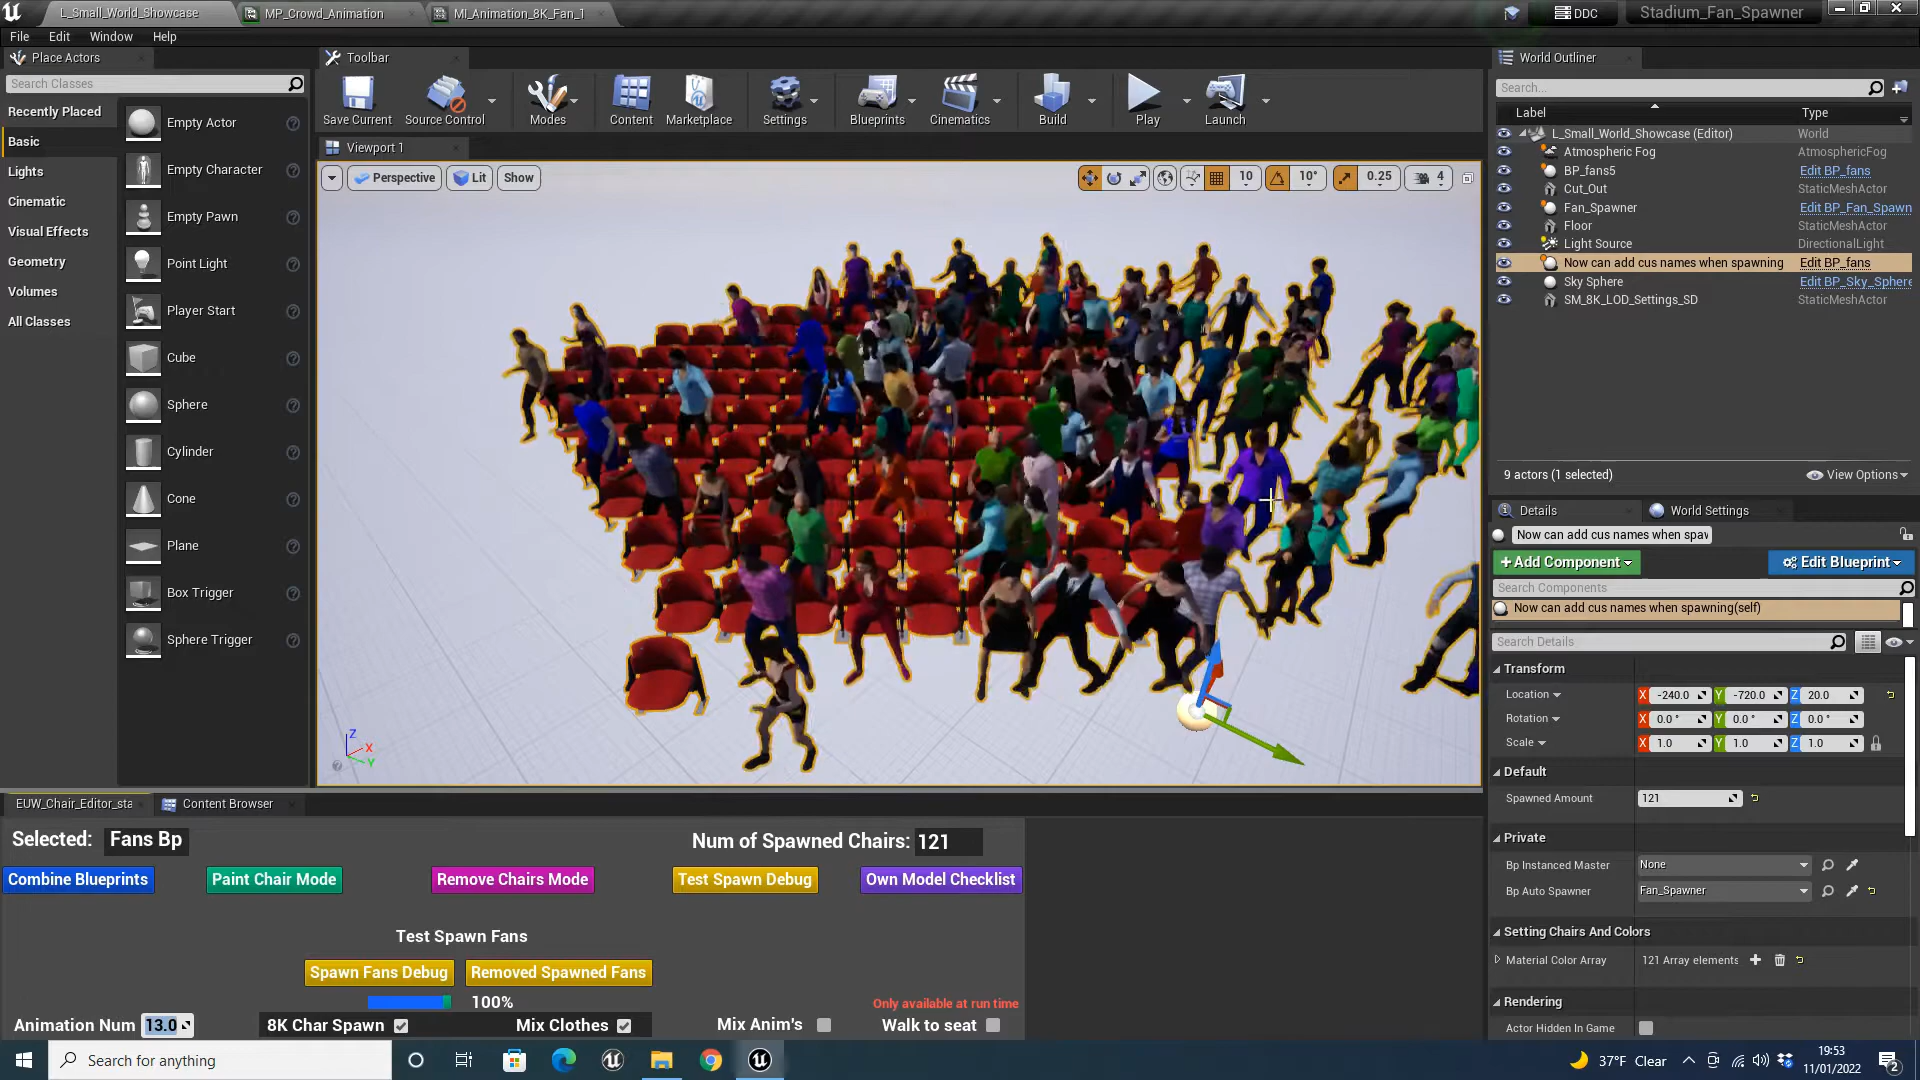 L_Small_World_Showcase
MP_Crowd_Animation
MI_Animation_8K_Fan_1
DDC
Stadium_Fan_Spawner
File Edit Window Help
Place Actors
Search Classes
Recently Placed
Basic
Lights
Cinematic
Visual Effects
Geometry
Volumes
All Classes
Empty Actor
Empty Character
Empty Pawn
Point Light
Player Start
Cube
Sphere
Cylinder
Cone
Plane
Box Trigger
Sphere Trigger
Toolbar
Save Current
Source Control
Modes
Content
Marketplace
Settings
Blueprints
Cinematics
Build
Play
Launch
Viewport 1
Perspective
Lit
Show
10
10°
0.25
4
Z
X
Y
World Outliner
Search...
Label Type
L_Small_World_Showcase (Editor) World
Atmospheric Fog AtmosphericFog
BP_fans5 Edit BP_fans
Cut_Out StaticMeshActor
Fan_Spawner Edit BP_Fan_Spawn
Floor StaticMeshActor
Light Source DirectionalLight
Now can add cus names when spawning Edit BP_fans
Sky Sphere Edit BP_Sky_Sphere
SM_8K_LOD_Settings_SD StaticMeshActor
9 actors (1 selected)
View Options
Details
World Settings
Now can add cus names when spaw
Add Component
Edit Blueprint
Search Components
Now can add cus names when spawning(self)
Search Details
Transform
Location X -240.0 Y -720.0 Z 20.0
Rotation X 0.0 ° Y 0.0 ° Z 0.0 °
Scale X 1.0 Y 1.0 Z 1.0
Default
Spawned Amount 121
Private
Bp Instanced Master None
Bp Auto Spawner Fan_Spawner
Setting Chairs And Colors
Material Color Array 121 Array elements
Rendering
Actor Hidden In Game
EUW_Chair_Editor_sta
Content Browser
Selected: Fans Bp
Num of Spawned Chairs: 121
Combine Blueprints
Paint Chair Mode
Remove Chairs Mode
Test Spawn Debug
Own Model Checklist
Test Spawn Fans
Spawn Fans Debug
Removed Spawned Fans
100%
Only available at run time
Animation Num 13.0
8K Char Spawn
Mix Clothes
Mix Anim's
Walk to seat
Search for anything
37°F Clear
19:53
11/01/2022
2